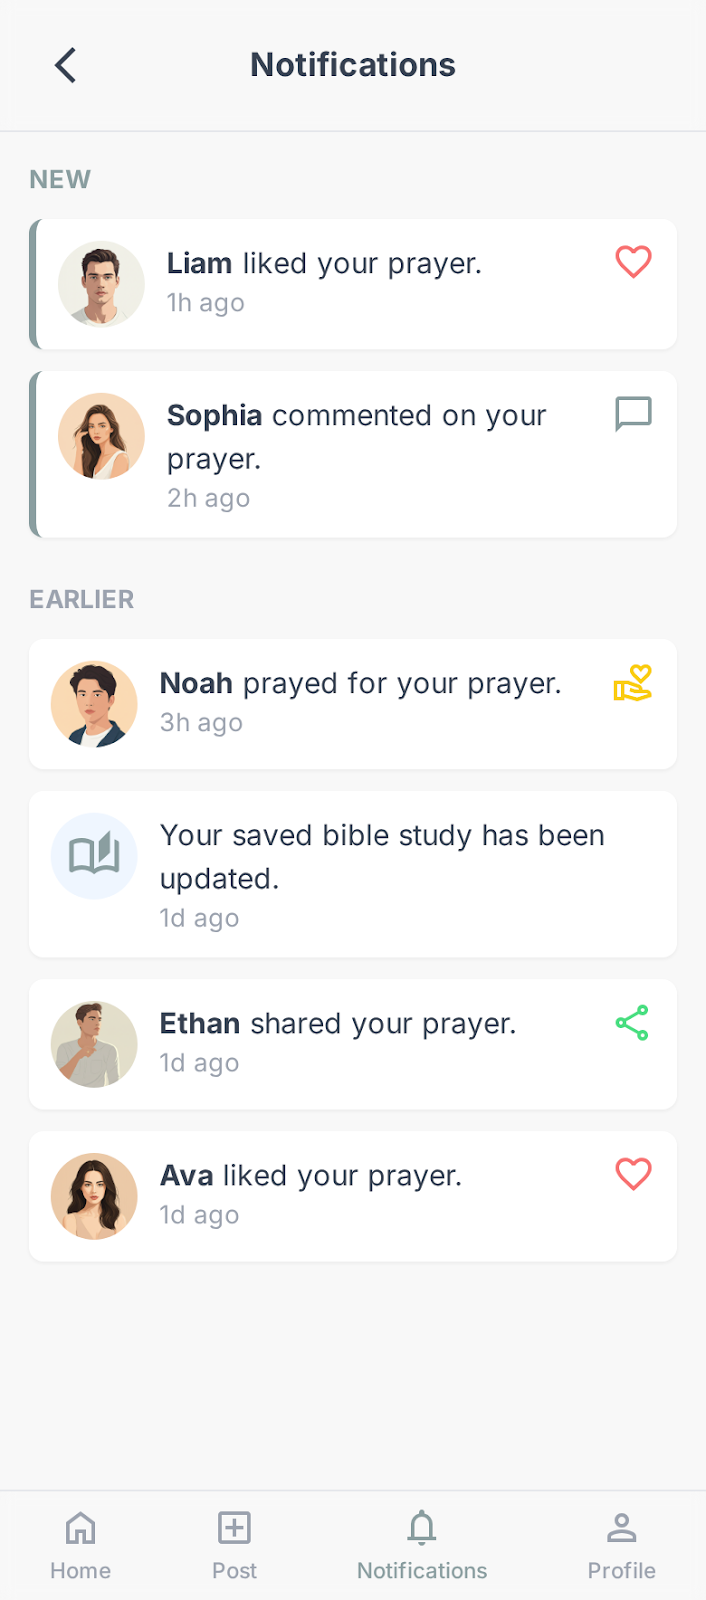 Notifications
NEW
Liam liked your prayer.
1h ago
Sophia commented on your
prayer.
2h ago
EARLIER
Noah prayed for your prayer.
3h ago
Your saved bible study has been
updated.
1d ago
Ethan shared your prayer.
1d ago
Ava liked your prayer.
1d ago
Home
Post
Notifications
Profile